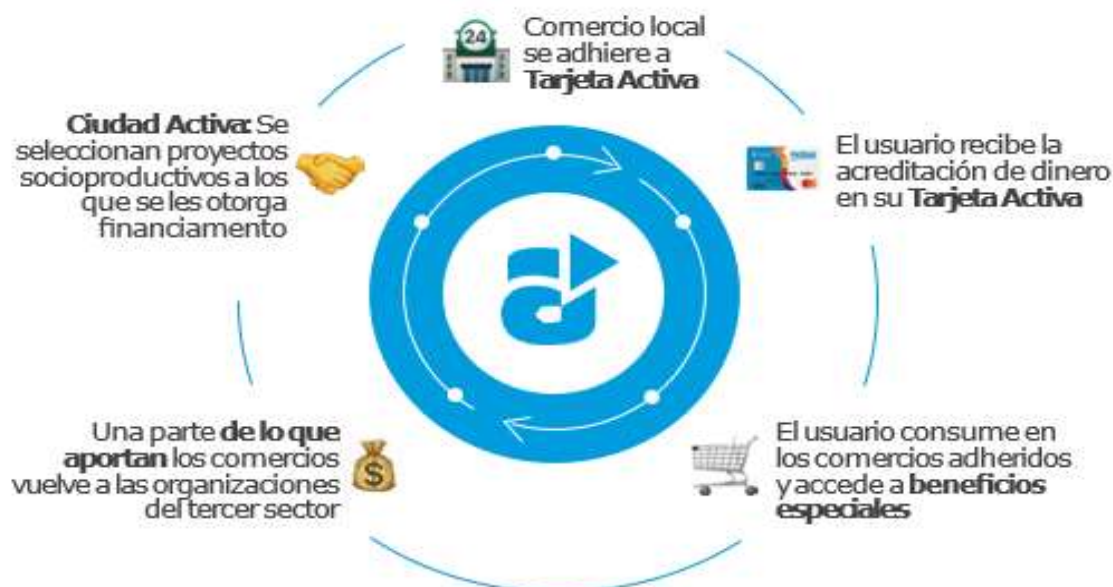 24
Comercio local
se adhiere a
Tarjeta Activa
El usuario recibe la
acreditación de dinero
en su Tarjeta Activa
El usuario consume en
los comercios adheridos
y accede a beneficios
especiales
Una parte de lo que
aportan los comercios
vuelve a las organizaciones
del tercer sector
Ciudad Activa: Se
seleccionan proyectos
socioproductivos a los
que se les otorga
financiamento
a
$